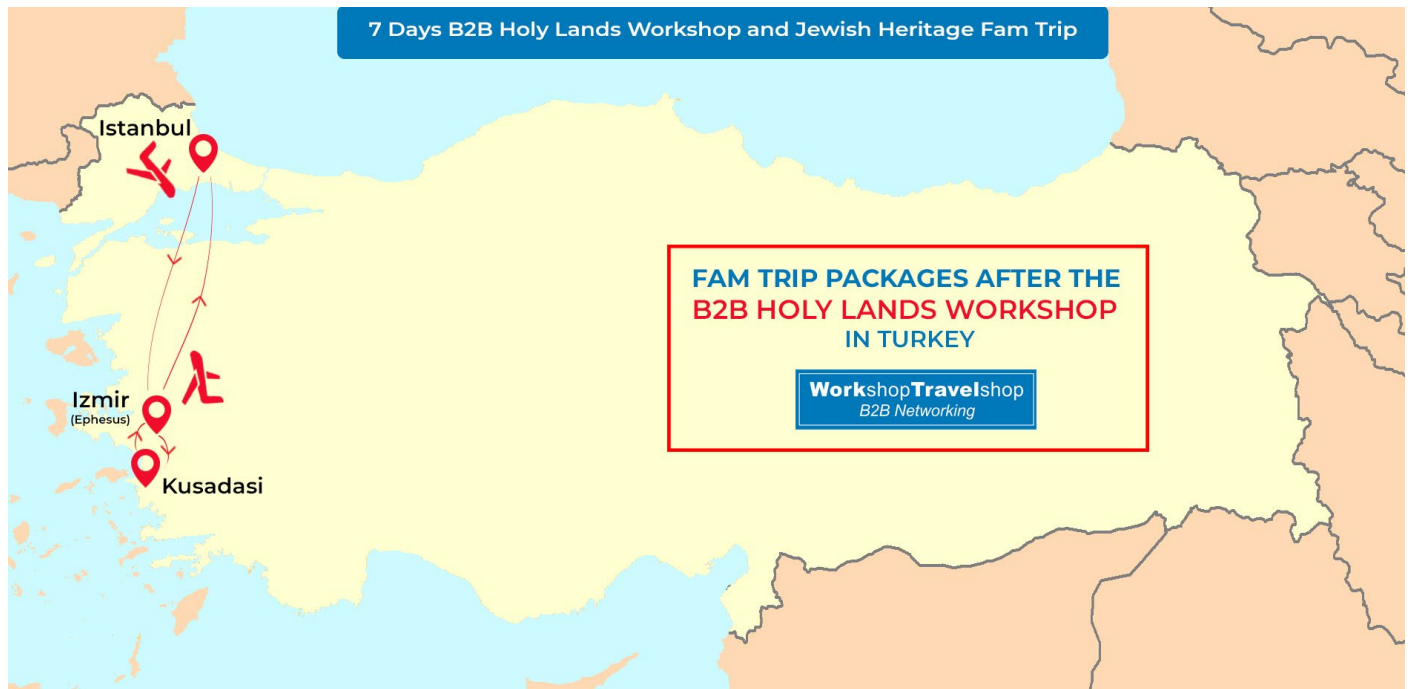 7 Days B2B Holy Lands Workshop and Jewish Heritage Fam Trip
Istanbul
FAM TRIP PACKAGES AFTER THE
B2B HOLY LANDS WORKSHOP
IN TURKEY
WorkshopTravelshop
B2B Networking
Izmir
(Ephesus)
Kusadasi